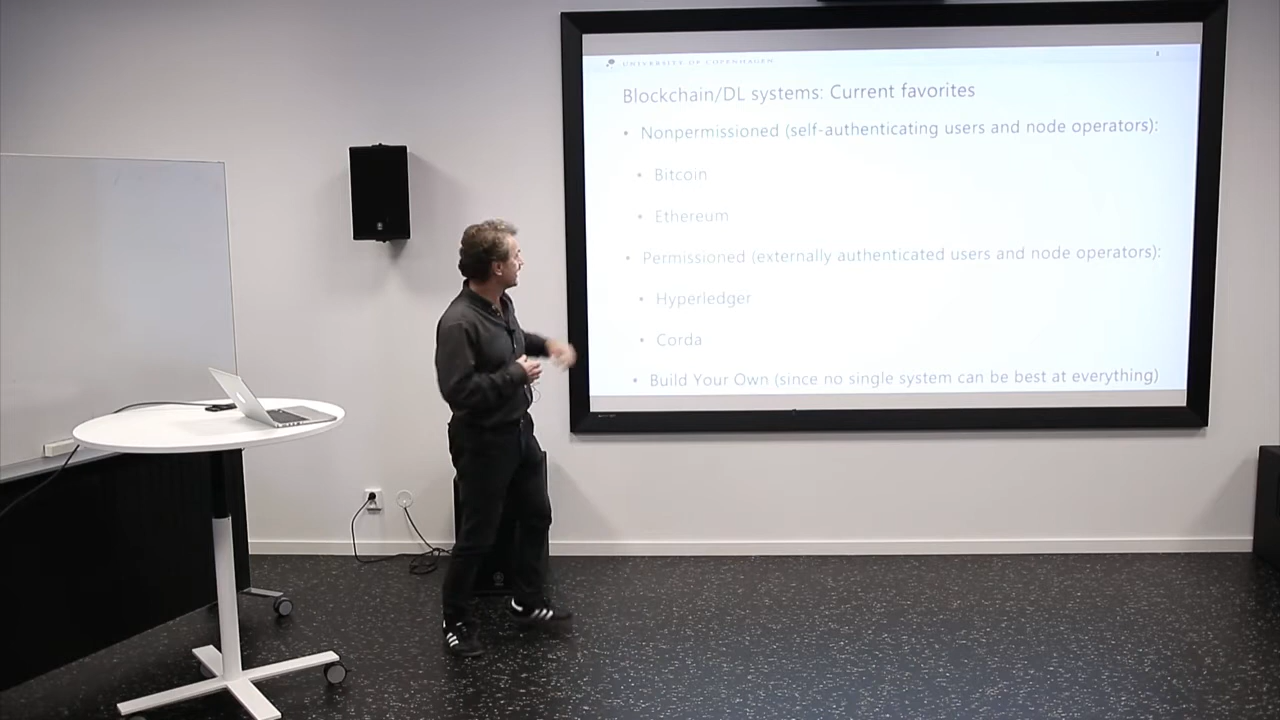 UNIVERSITY OF COPENHAGEN
Blockchain/DL systems: Current favorites
• Nonpermissioned (self-authenticating users and node operators):
• Bitcoin
• Ethereum
• Permissioned (externally authenticated users and node operators):
• Hyperledger
• Corda
• Build Your Own (since no single system can be best at everything)